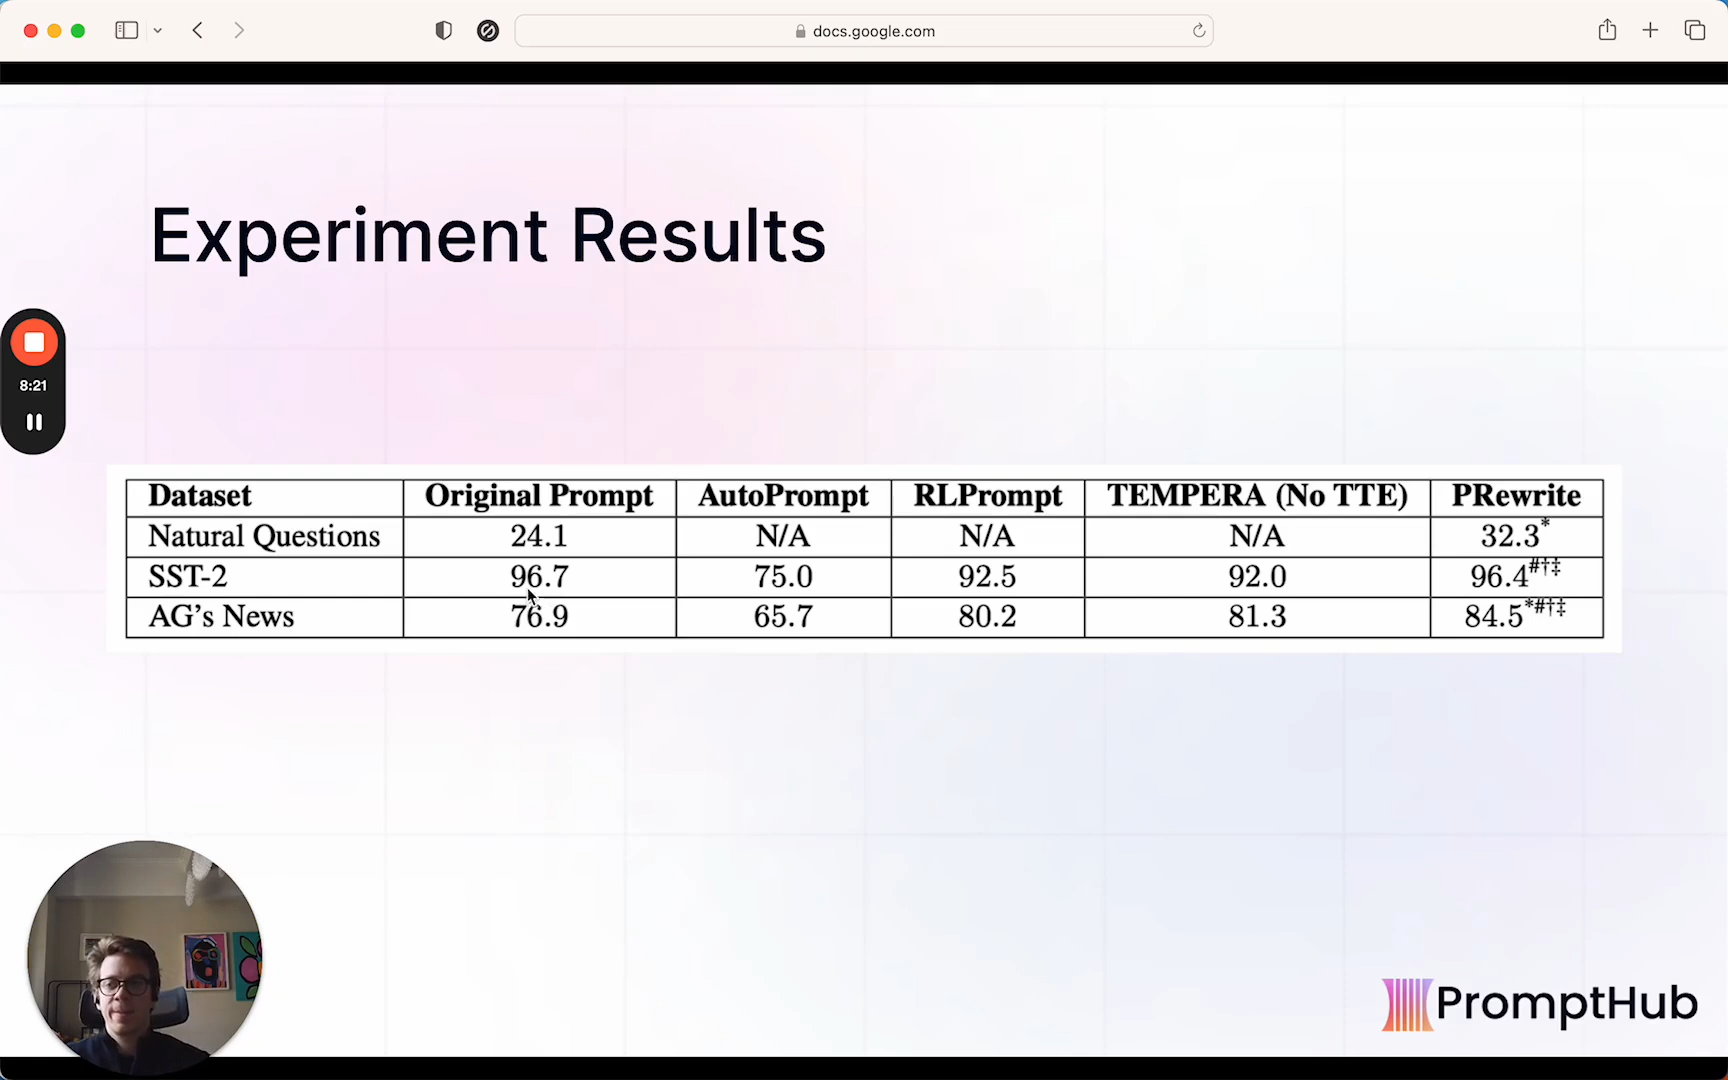 docs.google.com
Experiment Results
8:21
Dataset Original Prompt AutoPrompt RLPrompt TEMPERA (No TTE) PRewrite
Natural Questions 24.1 N/A N/A N/A 32.3*
SST-2 96.7 75.0 92.5 92.0 96.4#†‡
AG's News 76.9 65.7 80.2 81.3 84.5*#†‡
PromptHub